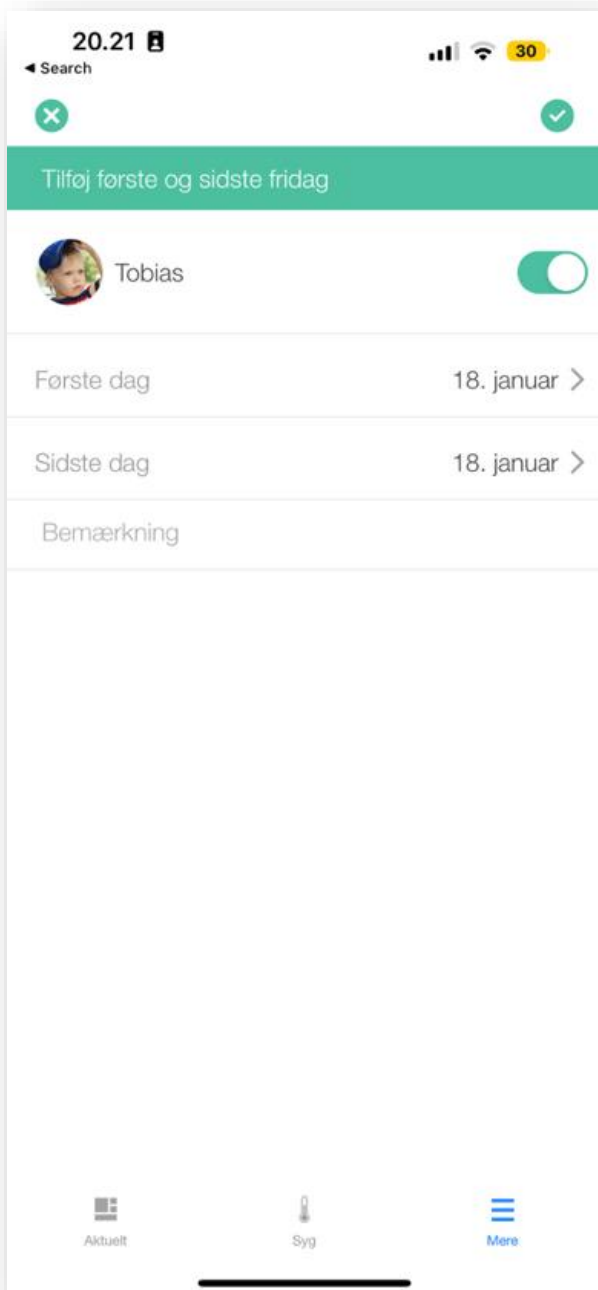 20.21
◀ Search
30
Tilføj første og sidste fridag
Tobias
Første dag
18. januar
Sidste dag
18. januar
Bemærkning
Aktuelt
Syg
Mere